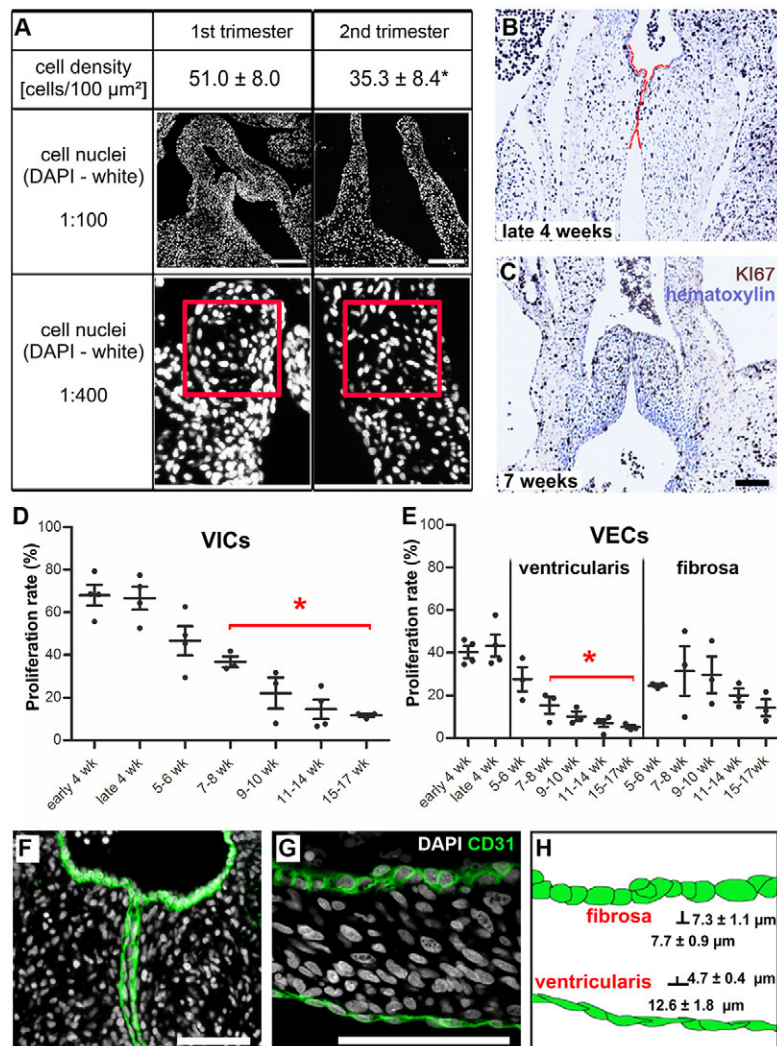 A
1st trimester 2nd trimester
cell density
[cells/100 µm²]
51.0 ± 8.0 35.3 ± 8.4*
cell nuclei
(DAPI - white)
1:100
cell nuclei
(DAPI - white)
1:400
B
late 4 weeks
C
KI67
hematoxylin
7 weeks
D
VICs
Proliferation rate (%)
100
80
60
40
20
0
*
early 4 wk
late 4 wk
5-6 wk
7-8 wk
9-10 wk
11-14 wk
15-17 wk
E
VECs
ventricularis fibrosa
Proliferation rate (%)
100
80
60
40
20
0
*
early 4 wk
late 4 wk
5-6 wk
7-8 wk
9-10 wk
11-14 wk
15-17wk
5-6 wk
7-8 wk
9-10 wk
11-14 wk
15-17wk
F
G
DAPI CD31
H
fibrosa
7.3 ± 1.1 µm
7.7 ± 0.9 µm
ventricularis
4.7 ± 0.4 µm
12.6 ± 1.8 µm